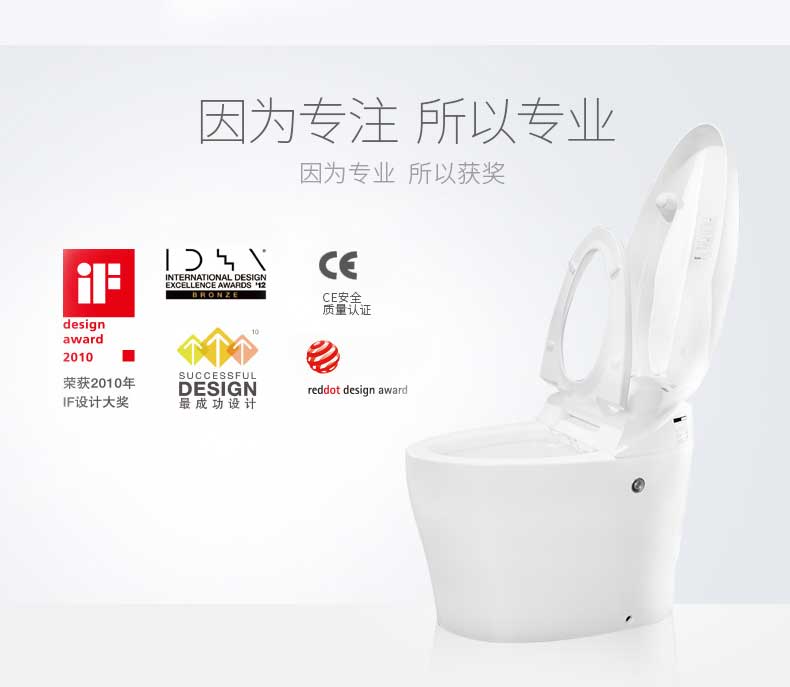 因为专注 所以专业
因为专业 所以获奖
iF
design
award
2010
荣获2010年
IF设计大奖
INTERNATIONAL DESIGN
EXCELLENCE AWARDS '12
BRONZE
CE
CE安全
质量认证
10
SUCCESSFUL
DESIGN
最成功设计
reddot design award